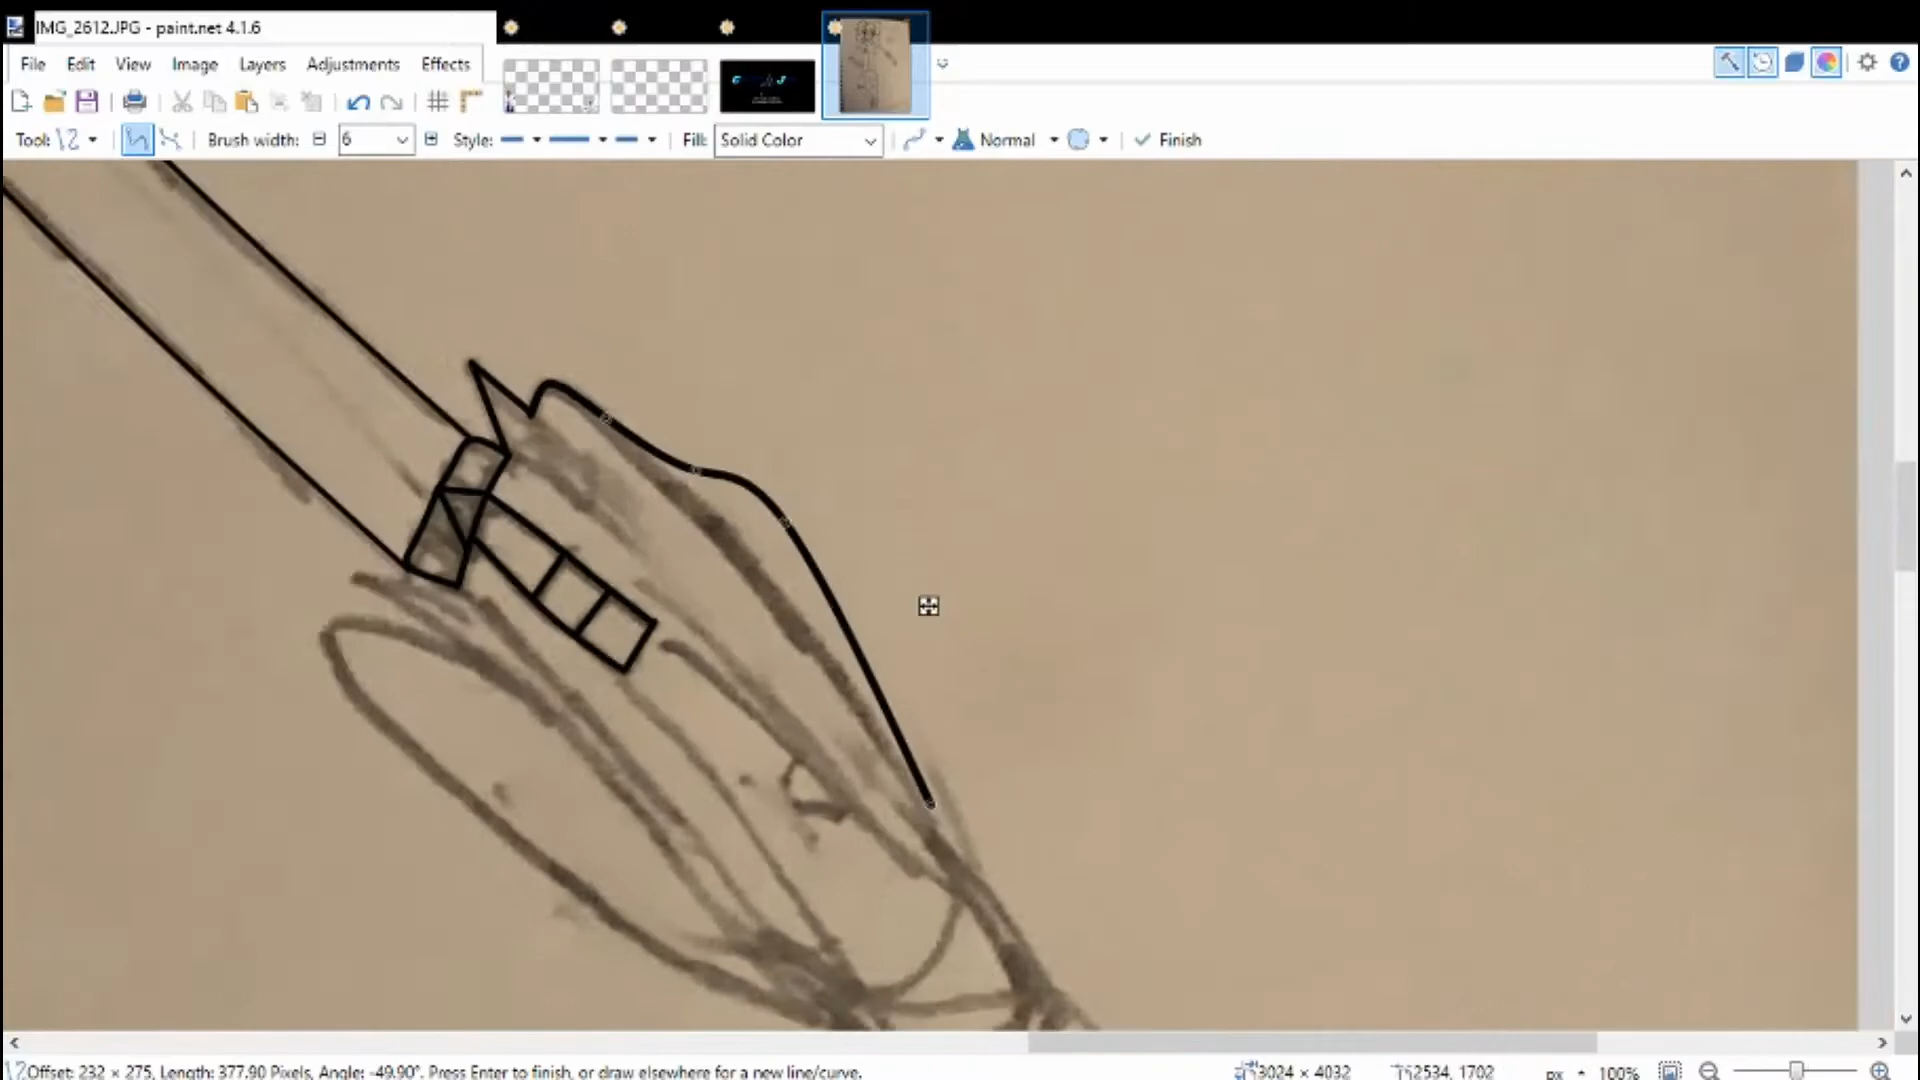 IMG_2612.JPG - paint.net 4.1.6
File Edit View Image Layers Adjustments Effects
Tool: Brush width: 6 Style: Fill: Solid Color Normal Finish
Offset: 232 × 275, Length: 377.90 Pixels, Angle: -49.90°. Press Enter to finish, or draw elsewhere for a new line/curve. 3024 × 4032 2534, 1702 px 100%